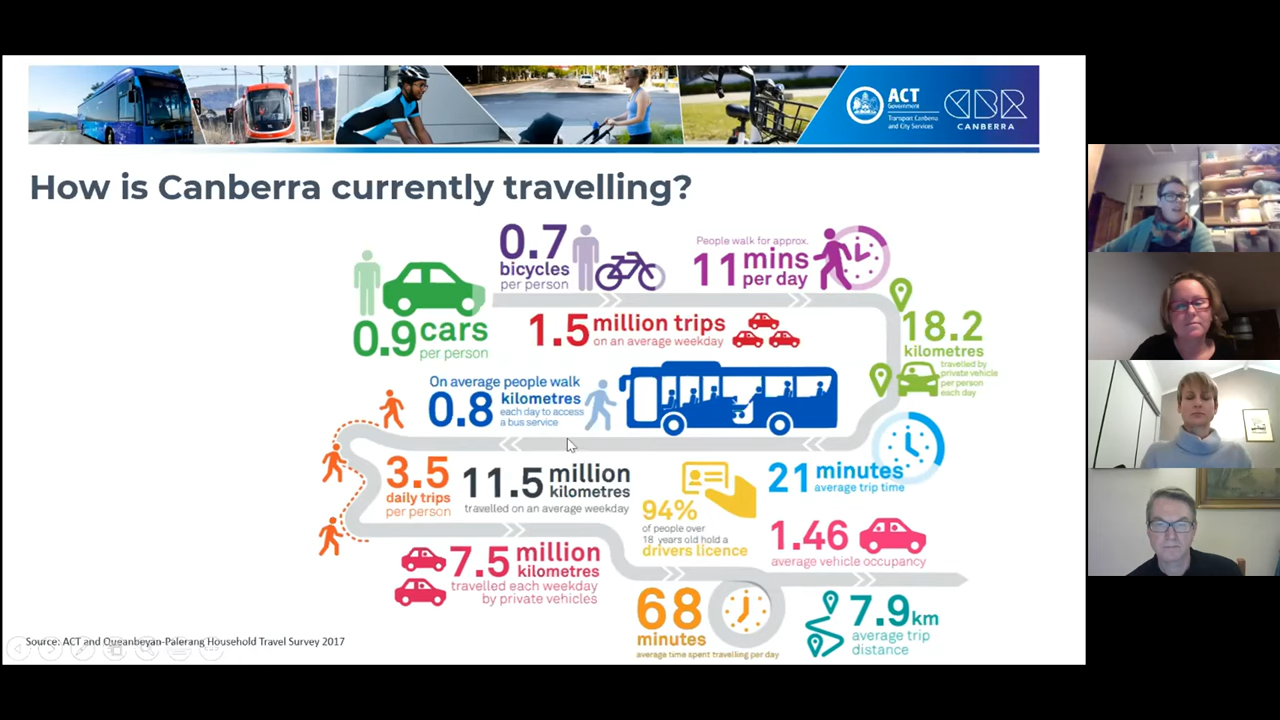 ACT
Government
Transport Canberra
and City Services
CBR
CANBERRA
How is Canberra currently travelling?
0.9 cars
per person
0.7
bicycles
per person
People walk for approx.
11 mins
per day
1.5 million trips
on an average weekday
18.2
kilometres
travelled by
private vehicle
per person
each day
On average people walk
0.8 kilometres
each day to access
a bus service
3.5
daily trips
per person
11.5 million
kilometres
travelled on an average weekday
94%
of people over
18 years old hold a
drivers licence
21 minutes
average trip time
1.46
average vehicle occupancy
7.5 million
kilometres
travelled each weekday
by private vehicles
68
minutes
average time spent travelling per day
7.9 km
average trip
distance
Source: ACT and Queanbeyan-Palerang Household Travel Survey 2017